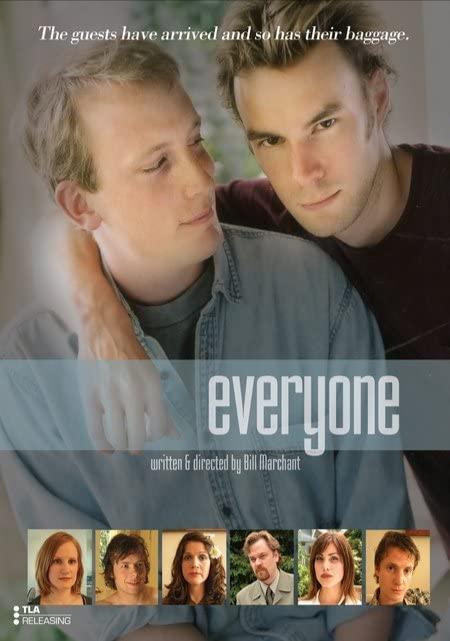 The guests have arrived and so has their baggage.
everyone
written & directed by Bill Marchant
TLA
RELEASING